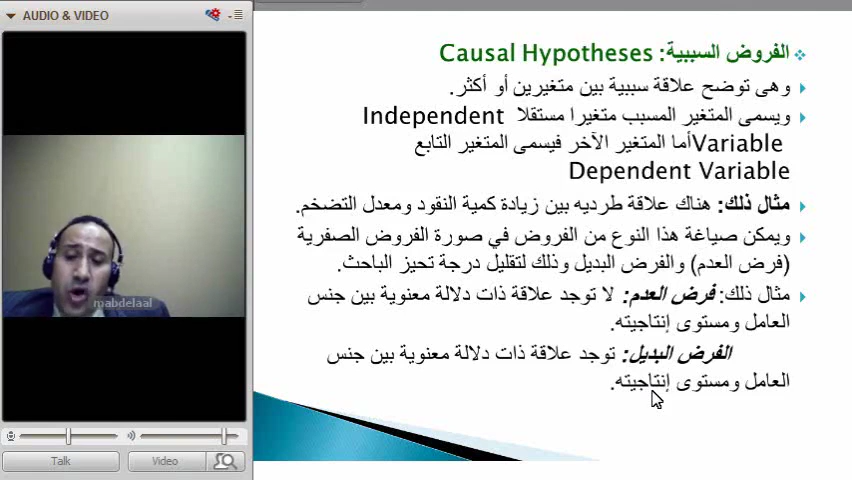 AUDIO & VIDEO
mabdelaal
Talk
Video
الفروض السببية: Causal Hypotheses
وهى توضح علاقة سببية بين متغيرين أو أكثر.
ويسمى المتغير المسبب متغيرا مستقلا Independent
Variable أما المتغير الآخر فيسمى المتغير التابع
Dependent Variable
مثال ذلك: هناك علاقة طرديه بين زيادة كمية النقود ومعدل التضخم.
ويمكن صياغة هذا النوع من الفروض في صورة الفروض الصفرية
(فرض العدم) والفرض البديل وذلك لتقليل درجة تحيز الباحث.
مثال ذلك: فرض العدم: لا توجد علاقة ذات دلالة معنوية بين جنس
العامل ومستوى إنتاجيته.
الفرض البديل: توجد علاقة ذات دلالة معنوية بين جنس
العامل ومستوى إنتاجيته.